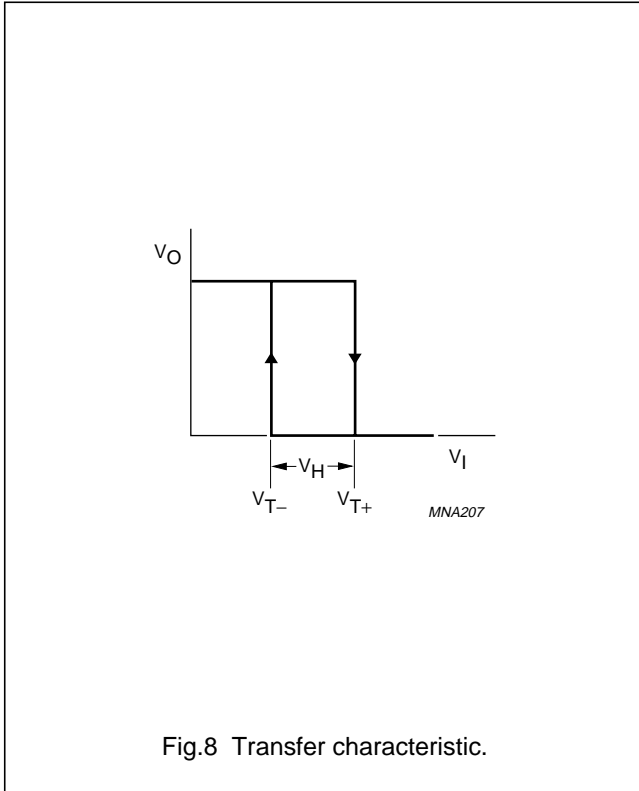 VO
VH
VI
VT−
VT+
MNA207
Fig.8 Transfer characteristic.